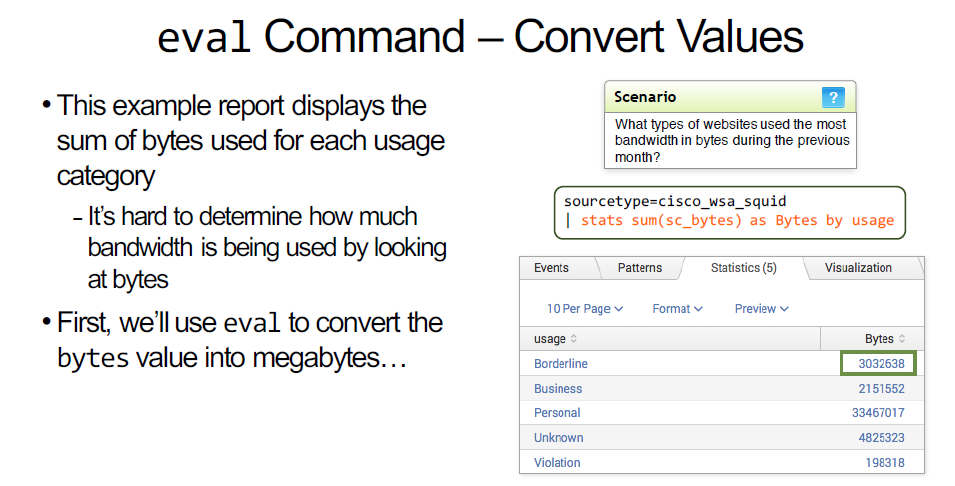 eval Command – Convert Values
• This example report displays the
sum of bytes used for each usage
category
- It's hard to determine how much
bandwidth is being used by looking
at bytes
• First, we'll use eval to convert the
bytes value into megabytes…
Scenario ?
What types of websites used the most
bandwidth in bytes during the previous
month?
sourcetype=cisco_wsa_squid
| stats sum(sc_bytes) as Bytes by usage
Events Patterns Statistics (5) Visualization
10 Per Page Format Preview
usage Bytes
Borderline 3032638
Business 2151552
Personal 33467017
Unknown 4825323
Violation 198318